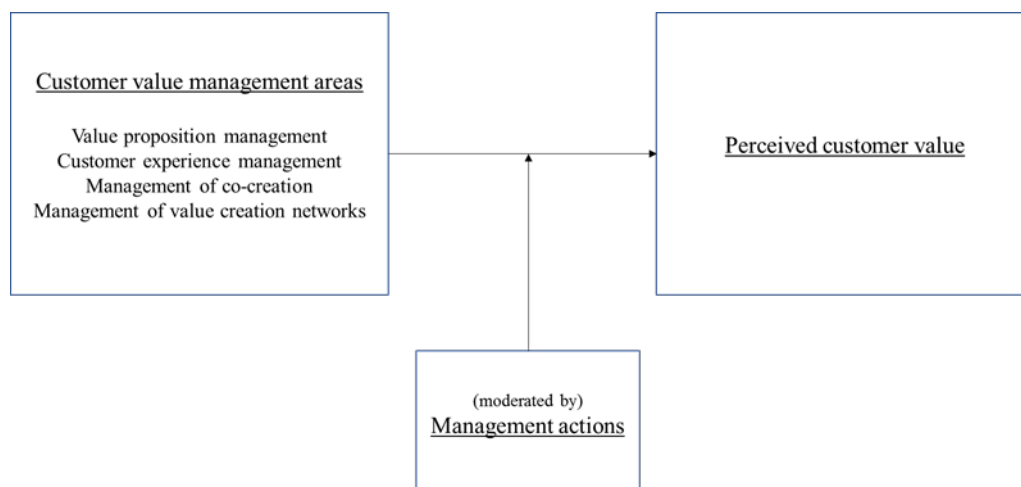 Customer value management areas
Value proposition management
Customer experience management
Management of co-creation
Management of value creation networks
Perceived customer value
(moderated by)
Management actions